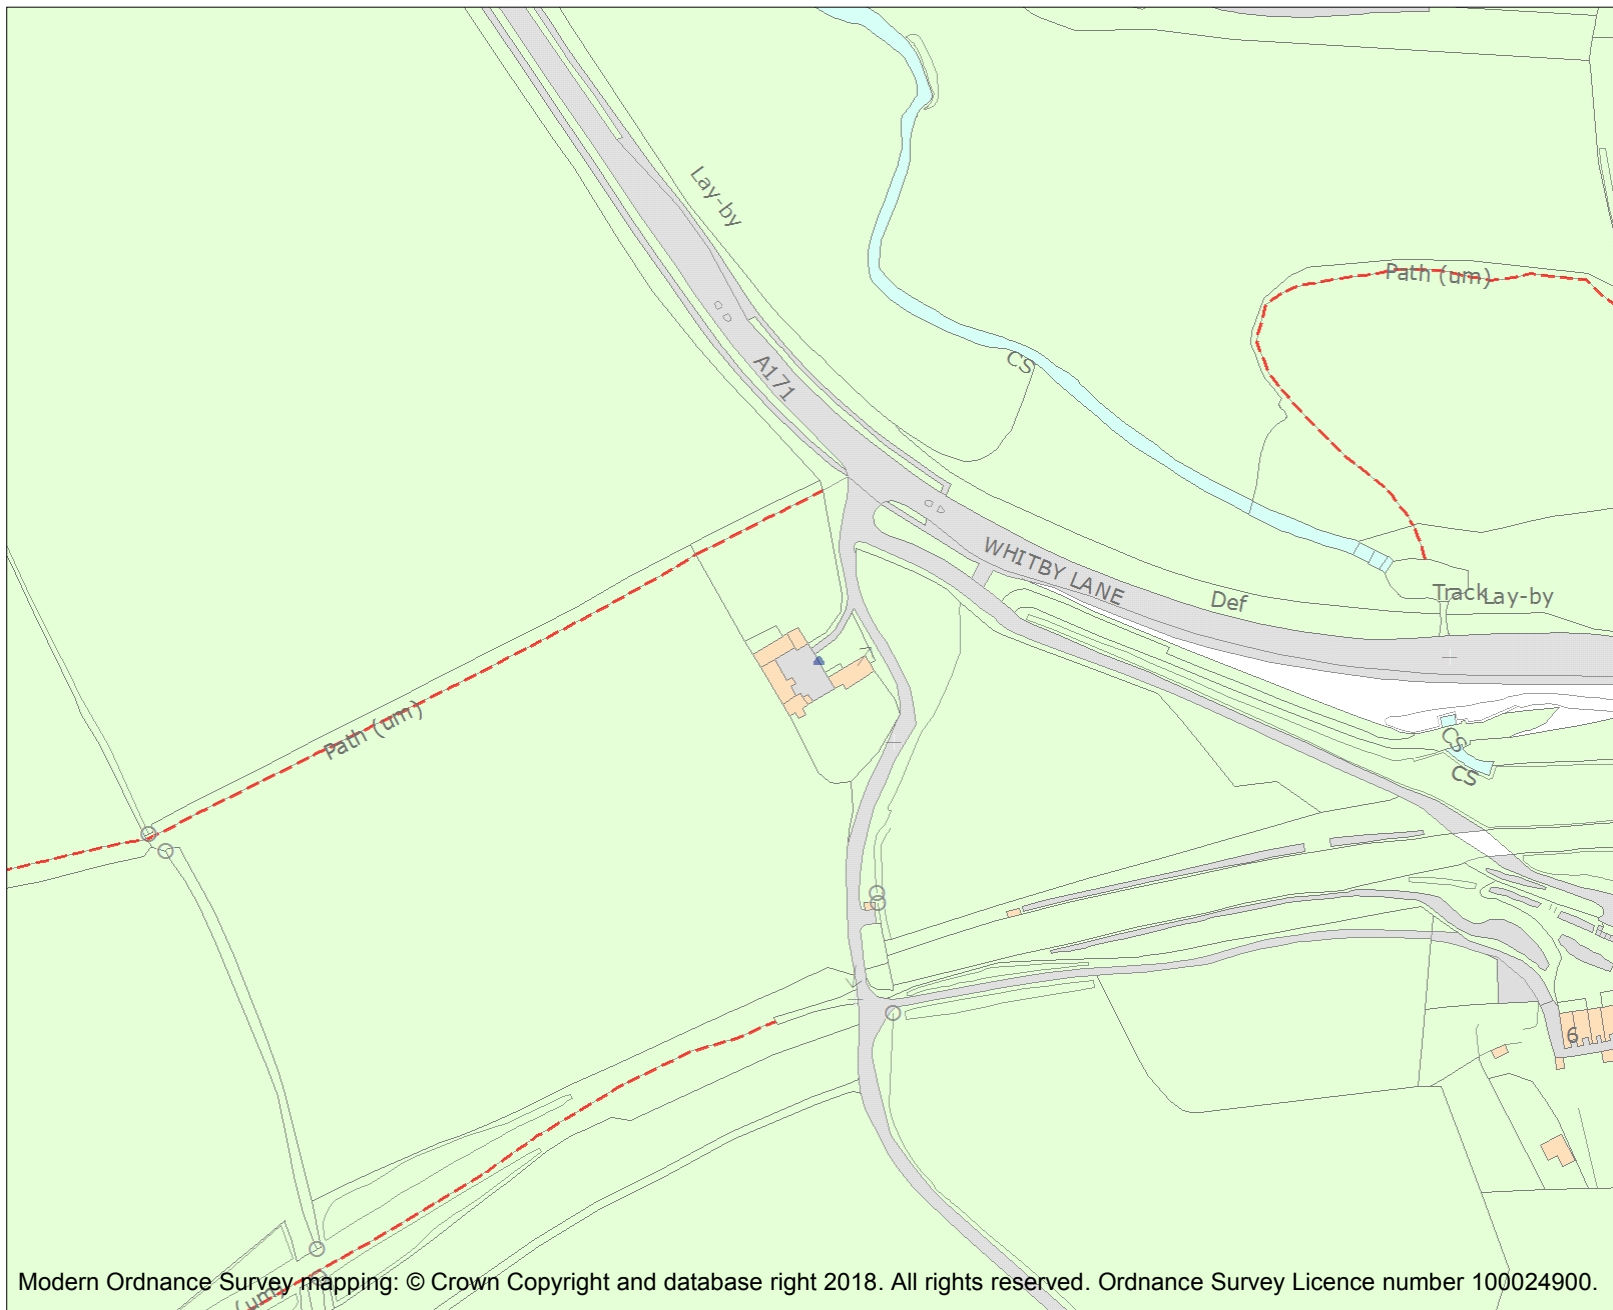 Lay-by
Path (um)
CS
A171
WHITBY LANE
Def
Track
Lay-by
Path (um)
CS
CS
6
(um)
Modern Ordnance Survey mapping: © Crown Copyright and database right 2018. All rights reserved. Ordnance Survey Licence number 100024900.